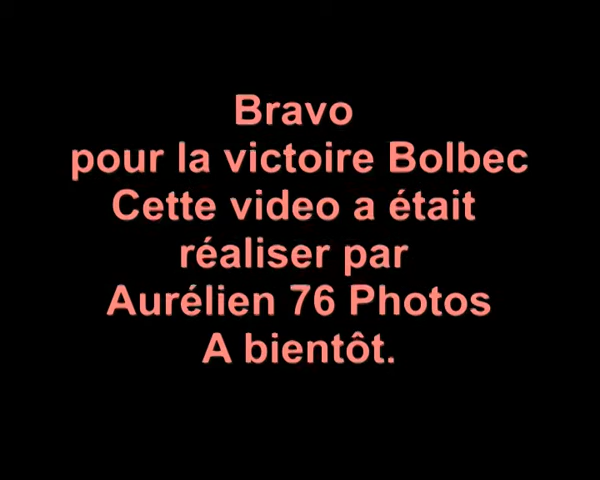 Bravo
pour la victoire Bolbec
Cette video a était
réaliser par
Aurélien 76 Photos
A bientôt.